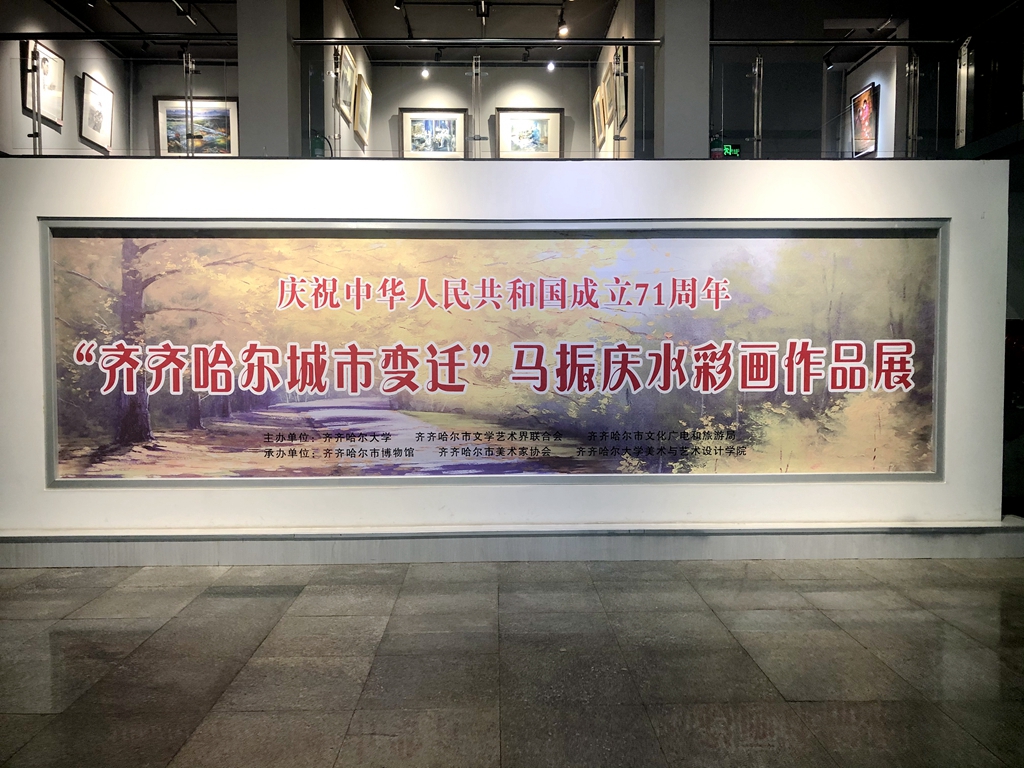 庆祝中华人民共和国成立71周年
“齐齐哈尔城市变迁”马振庆水彩画作品展
主办单位：齐齐哈尔大学 齐齐哈尔市文学艺术界联合会 齐齐哈尔市文化广电和旅游局
承办单位：齐齐哈尔市博物馆 齐齐哈尔市美术家协会 齐齐哈尔大学美术与艺术设计学院